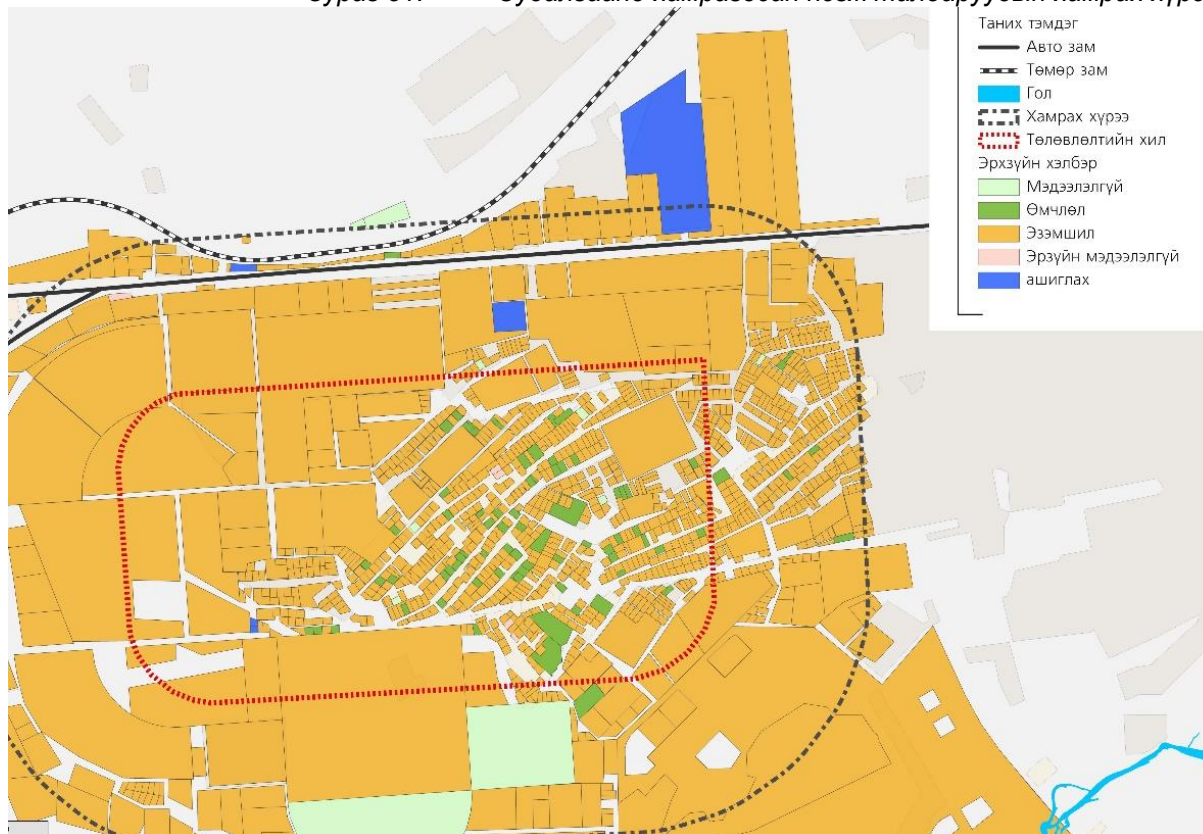 Таних тэмдэг
Авто зам
Төмөр зам
Гол
Хамрах хүрээ
Төлөвлөлтийн хил
Эрхзүйн хэлбэр
Мэдээлэлгүй
Өмчлөл
Эзэмшил
Эрзүйн мэдээлэлгүй
ашиглах